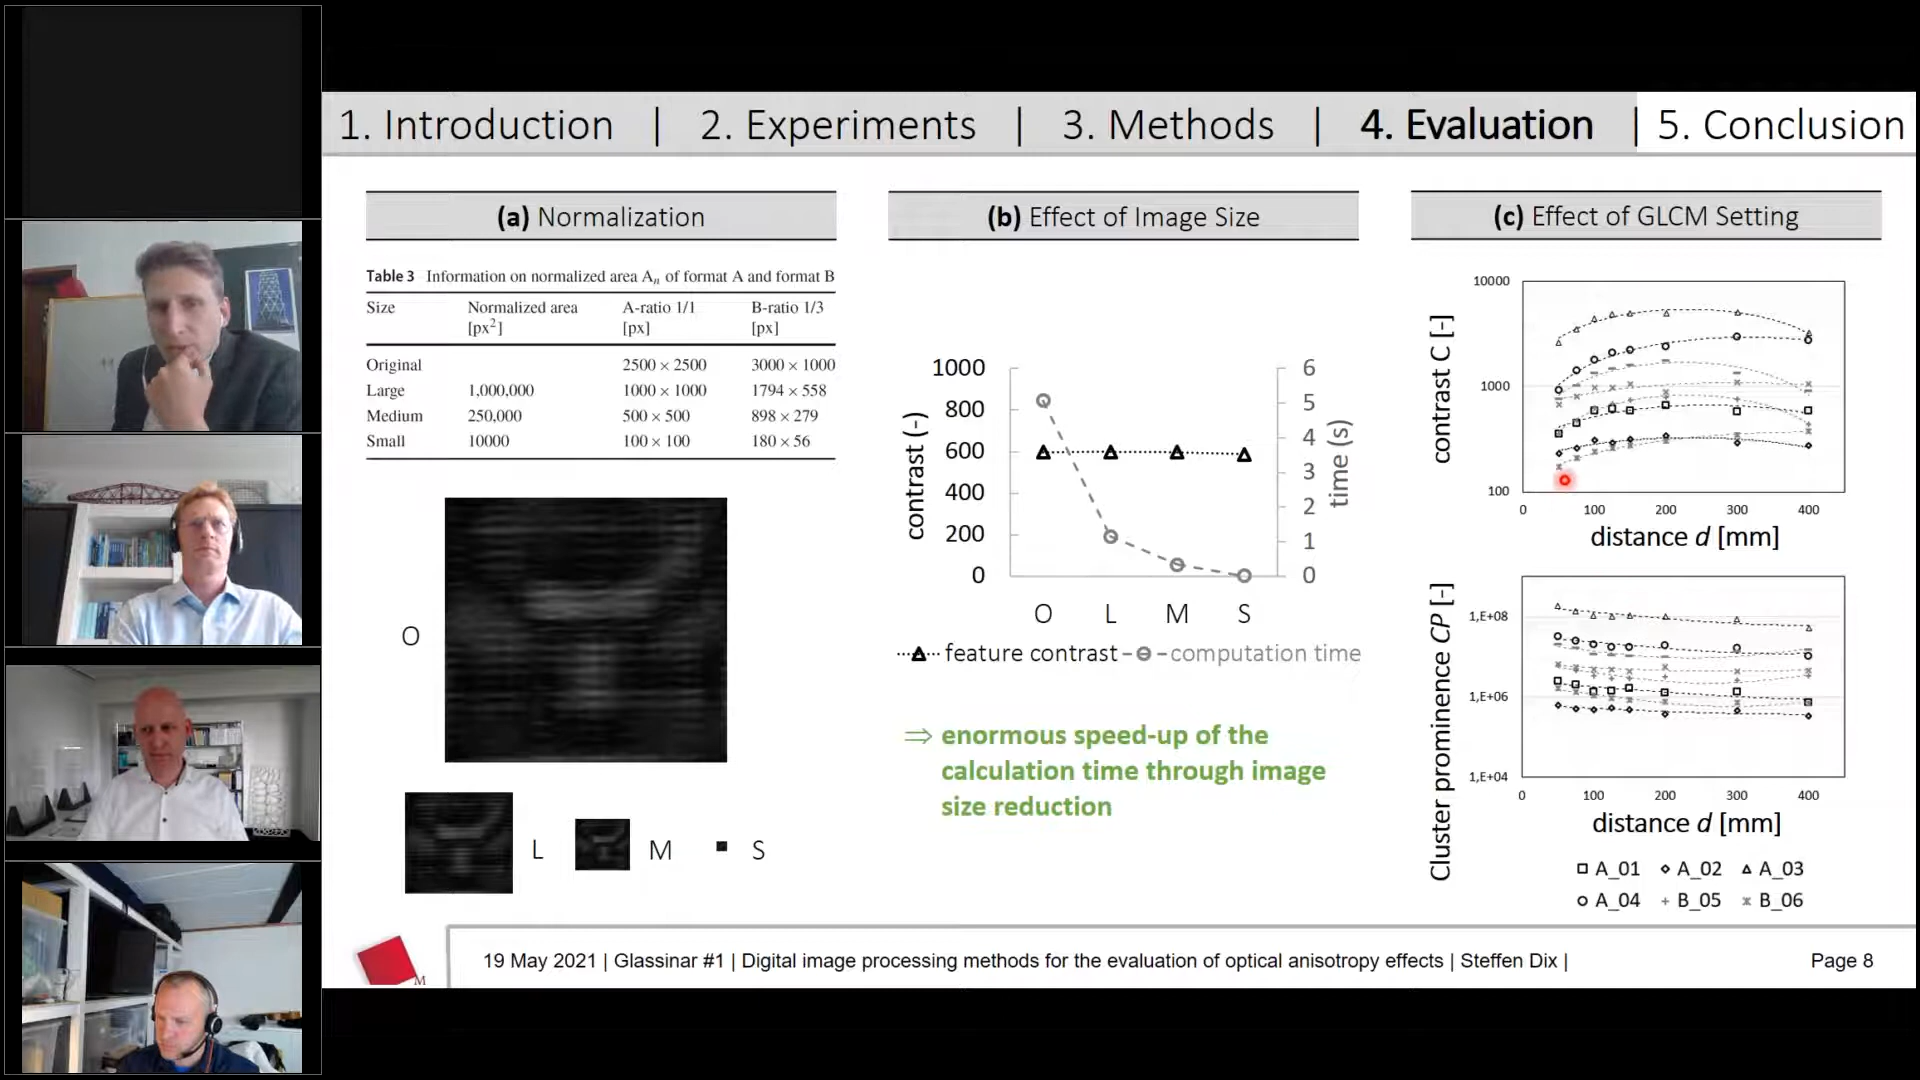 1. Introduction | 2. Experiments | 3. Methods | 4. Evaluation | 5. Conclusion
(a) Normalization
Table 3 Information on normalized area An of format A and format B
Size Normalized area [px2] A-ratio 1/1 [px] B-ratio 1/3 [px]
Original 2500 × 2500 3000 × 1000
Large 1,000,000 1000 × 1000 1794 × 558
Medium 250,000 500 × 500 898 × 279
Small 10000 100 × 100 180 × 56
O
L M S
(b) Effect of Image Size
contrast (-)
1000
800
600
400
200
0
6
5
4
3
2
1
0
time (s)
O L M S
feature contrast computation time
⇒ enormous speed-up of the
calculation time through image
size reduction
(c) Effect of GLCM Setting
contrast C [-]
10000
1000
100
0 100 200 300 400
distance d [mm]
Cluster prominence CP [-]
1,E+08
1,E+06
1,E+04
0 100 200 300 400
distance d [mm]
A_01 A_02 A_03
A_04 B_05 B_06
M
19 May 2021 | Glassinar #1 | Digital image processing methods for the evaluation of optical anisotropy effects | Steffen Dix |
Page 8